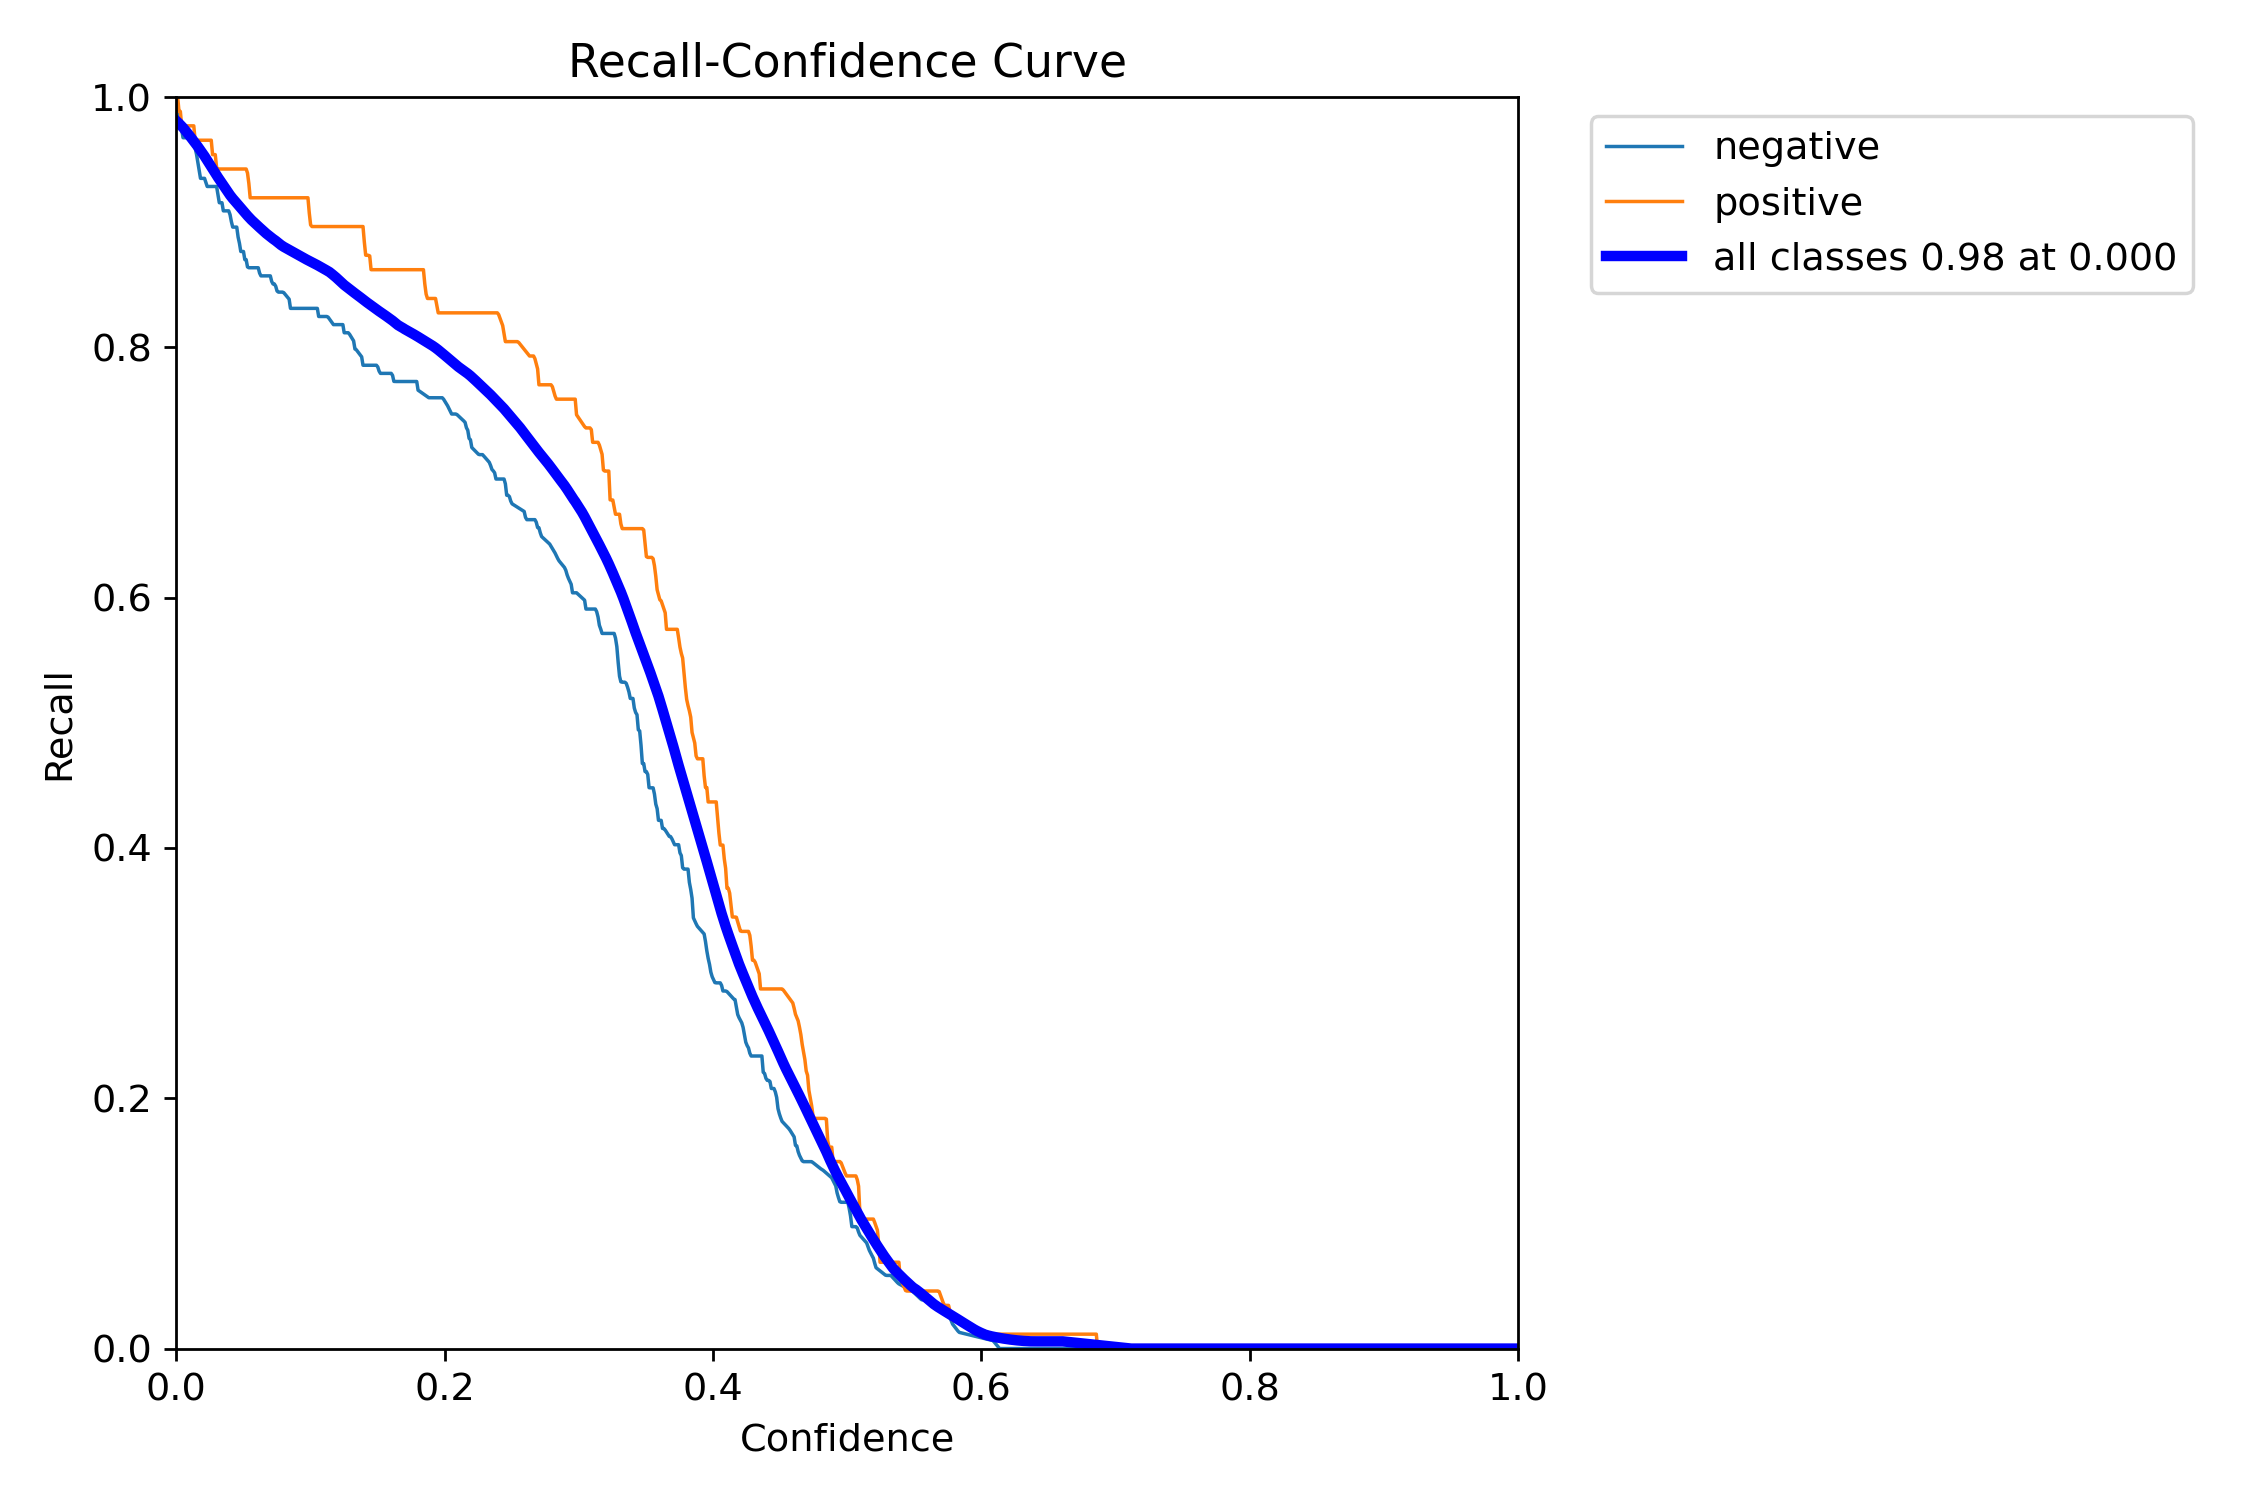 Recall-Confidence Curve
1.0
0.8
0.6
0.4
0.2
0.0
Recall
0.0 0.2 0.4 0.6 0.8 1.0
Confidence
negative
positive
all classes 0.98 at 0.000